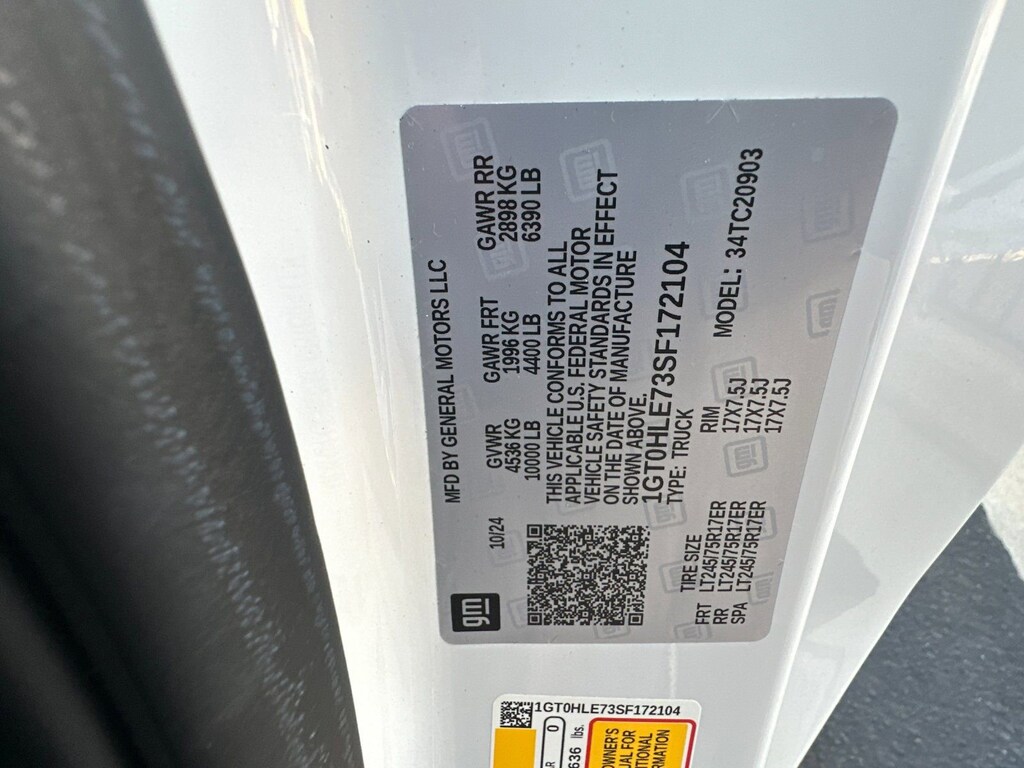 MFD BY GENERAL MOTORS LLC
gm
10/24
GVWR GAWR FRT GAWR RR
4536 KG 1996 KG 2898 KG
10000 LB 4400 LB 6390 LB
THIS VEHICLE CONFORMS TO ALL
APPLICABLE U.S. FEDERAL MOTOR
VEHICLE SAFETY STANDARDS IN EFFECT
ON THE DATE OF MANUFACTURE
SHOWN ABOVE.
1GT0HLE73SF172104
TYPE: TRUCK
TIRE SIZE RIM MODEL: 34TC20903
FRT LT245/75R17ER 17X7.5J
RR LT245/75R17ER 17X7.5J
SPA LT245/75R17ER 17X7.5J
1GT0HLE73SF172104
0
636 lbs.